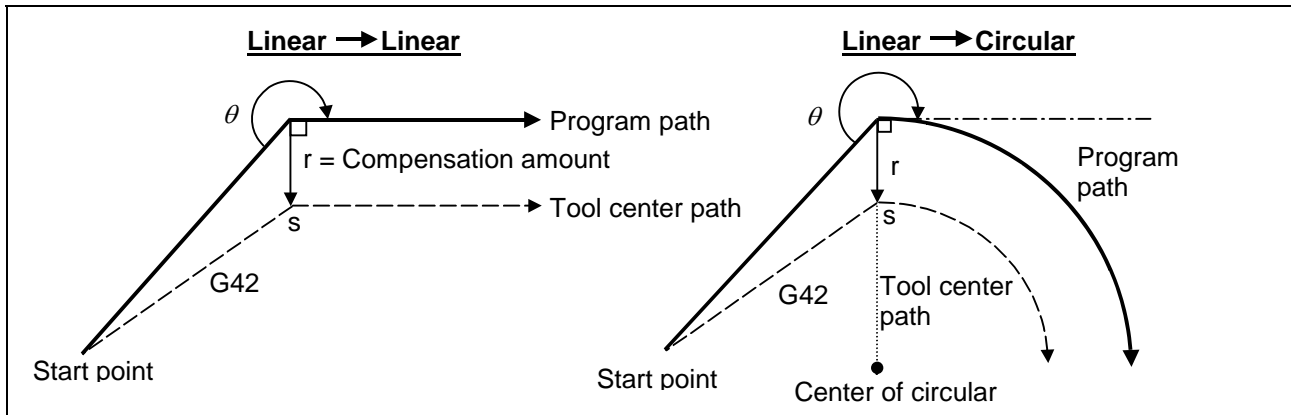 Linear → Linear
θ
Program path
r = Compensation amount
s
Tool center path
G42
Start point
Linear → Circular
θ
Program
path
r
s
G42
Tool center
path
Start point
Center of circular